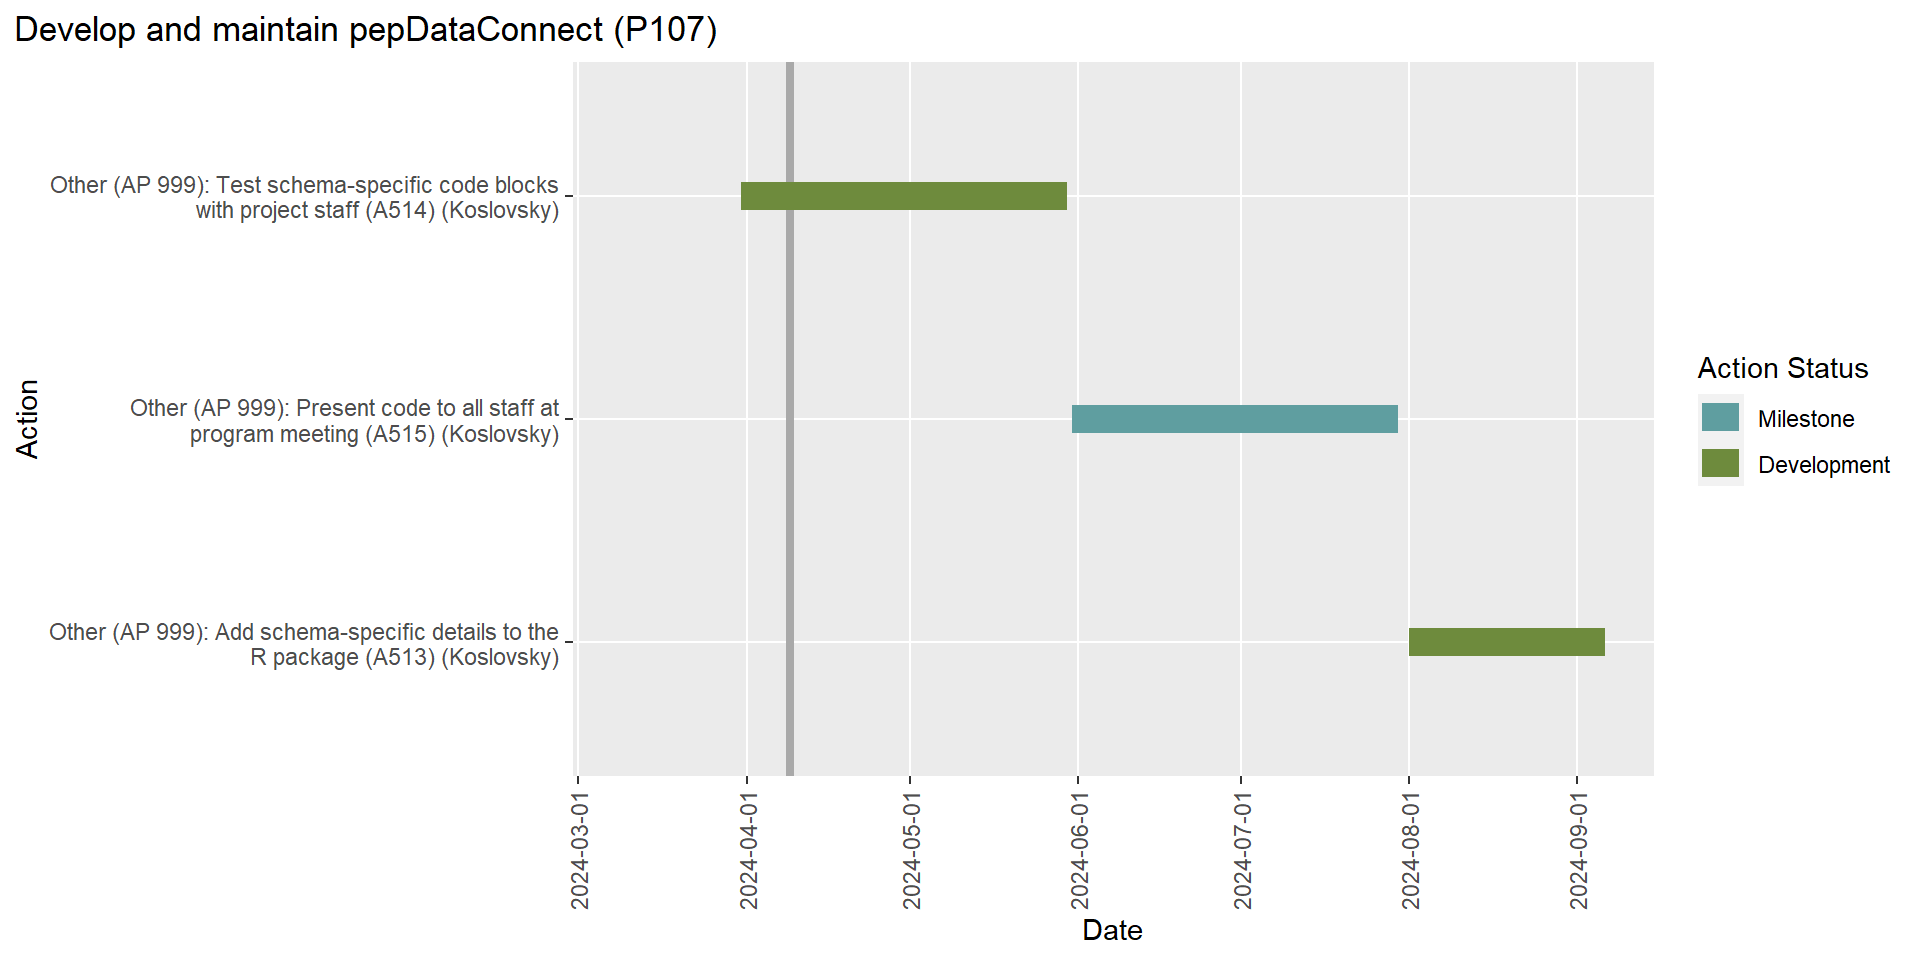 Develop and maintain pepDataConnect (P107)
Action
Other (AP 999): Test schema-specific code blocks
with project staff (A514) (Koslovsky)
Other (AP 999): Present code to all staff at
program meeting (A515) (Koslovsky)
Other (AP 999): Add schema-specific details to the
R package (A513) (Koslovsky)
2024-03-01
2024-04-01
2024-05-01
2024-06-01
2024-07-01
2024-08-01
2024-09-01
Date
Action Status
Milestone
Development